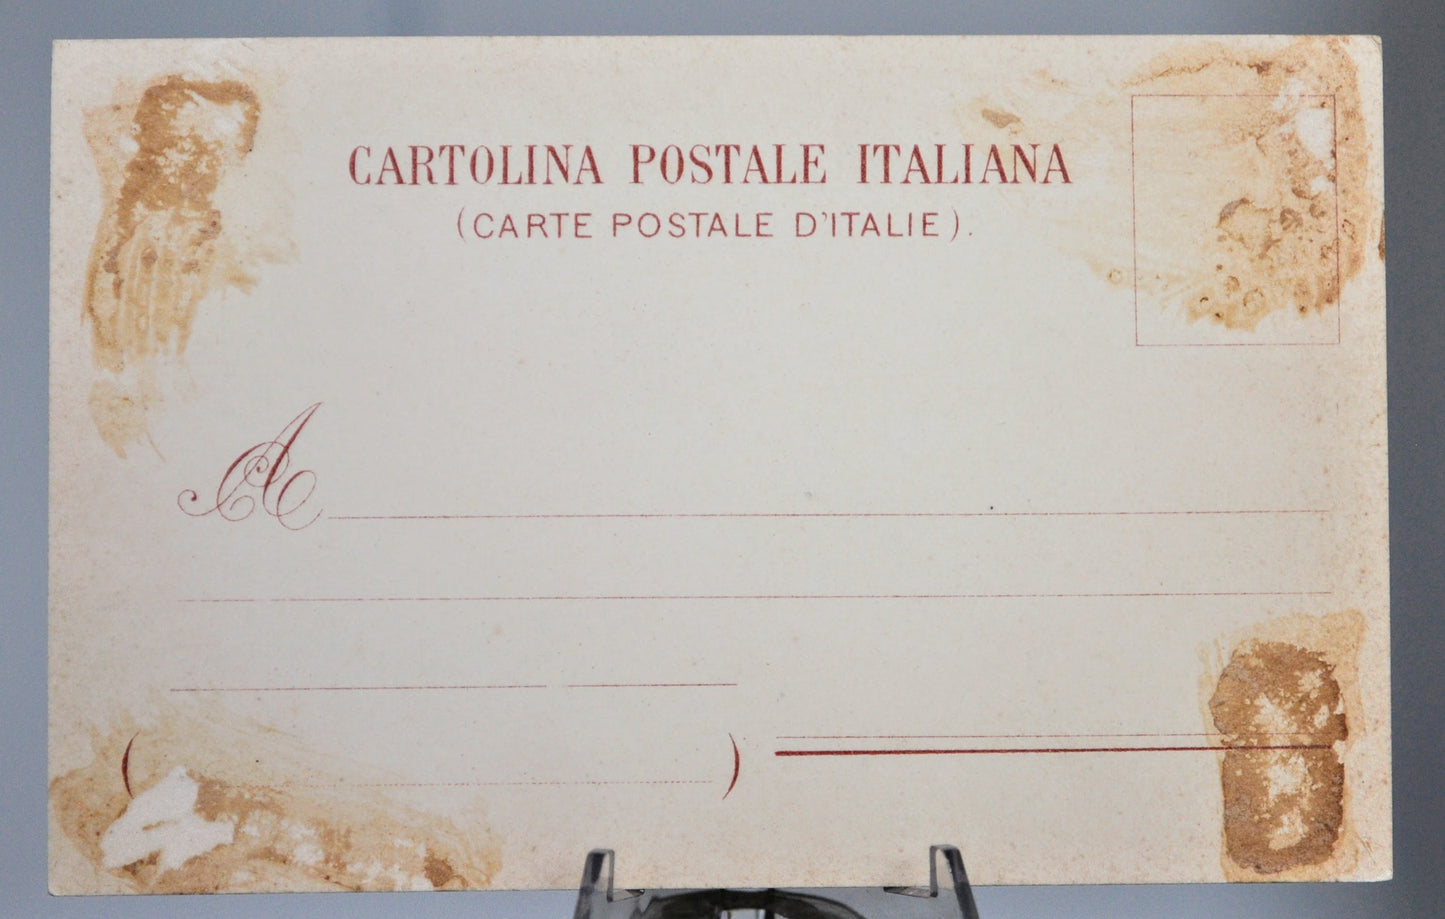 CARTOLINA POSTALE ITALIANA
(CARTE POSTALE D'ITALIE).
A
( )